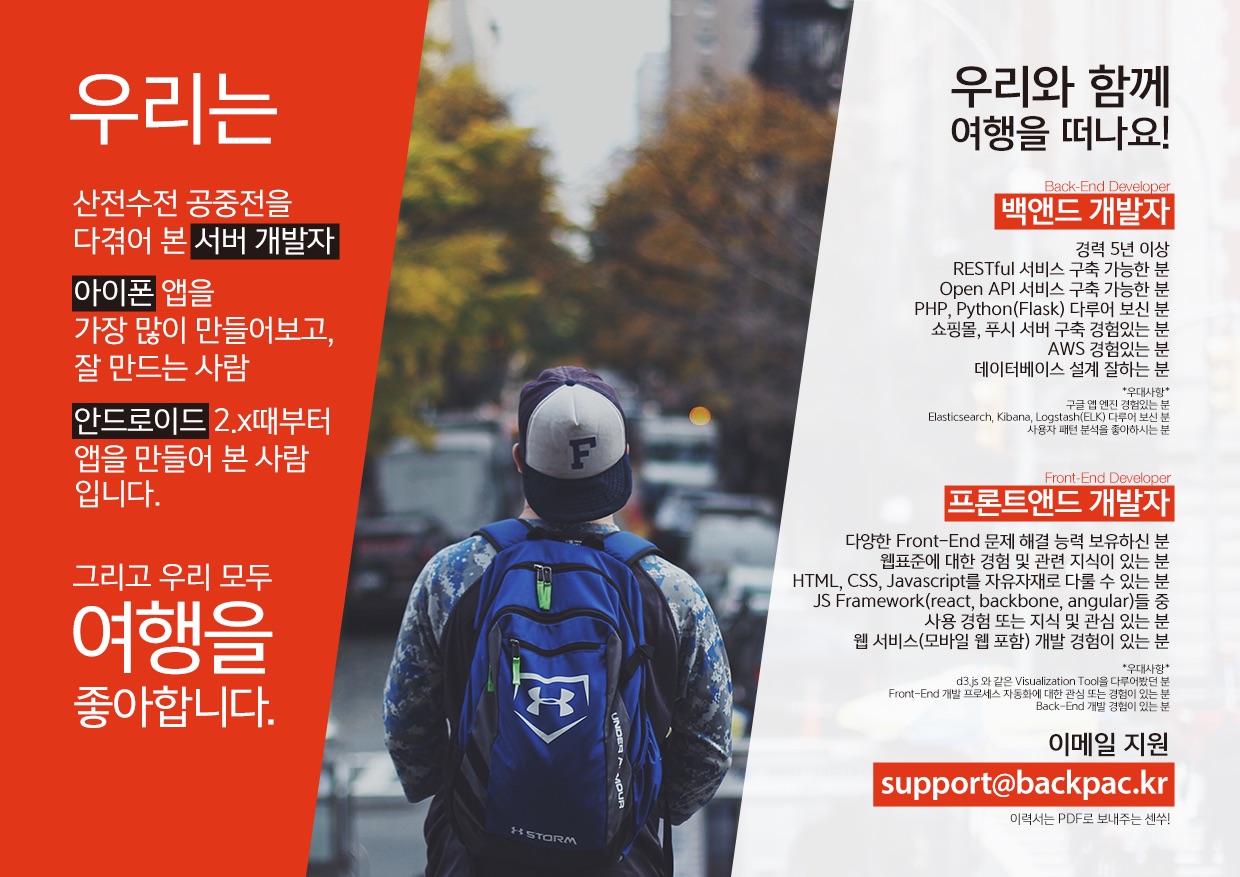 우리는
산전수전 공중전을
다겪어 본 서버 개발자
아이폰 앱을
가장 많이 만들어보고,
잘 만드는 사람
안드로이드 2.x때부터
앱을 만들어 본 사람
입니다.
그리고 우리 모두
여행을
좋아합니다.
F
UNDER ARMOUR
STORM
우리와 함께
여행을 떠나요!
Back-End Developer
백앤드 개발자
경력 5년 이상
RESTful 서비스 구축 가능한 분
Open API 서비스 구축 가능한 분
PHP, Python(Flask) 다루어 보신 분
쇼핑몰, 푸시 서버 구축 경험있는 분
AWS 경험있는 분
데이터베이스 설계 잘하는 분
*우대사항*
구글 앱 엔진 경험있는 분
Elasticsearch, Kibana, Logstash(ELK) 다루어 보신 분
사용자 패턴 분석을 좋아하시는 분
Front-End Developer
프론트앤드 개발자
다양한 Front-End 문제 해결 능력 보유하신 분
웹표준에 대한 경험 및 관련 지식이 있는 분
HTML, CSS, Javascript를 자유자재로 다룰 수 있는 분
JS Framework(react, backbone, angular)들 중
사용 경험 또는 지식 및 관심 있는 분
웹 서비스(모바일 웹 포함) 개발 경험이 있는 분
*우대사항*
d3.js 와 같은 Visualization Tool을 다루어봤던 분
Front-End 개발 프로세스 자동화에 대한 관심 또는 경험이 있는 분
Back-End 개발 경험이 있는 분
이메일 지원
support@backpac.kr
이력서는 PDF로 보내주는 센쑤!